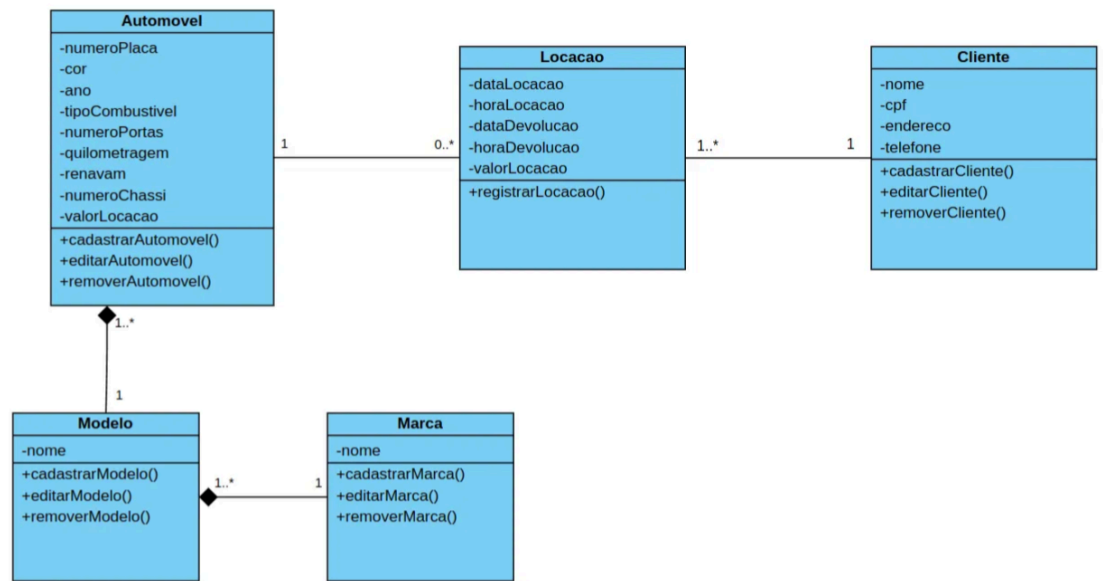 Automovel
-numeroPlaca
-cor
-ano
-tipoCombustivel
-numeroPortas
-quilometragem
-renavam
-numeroChassi
-valorLocacao
+cadastrarAutomovel()
+editarAutomovel()
+removerAutomovel()
1
0..*
Locacao
-dataLocacao
-horaLocacao
-dataDevolucao
-horaDevolucao
-valorLocacao
+registrarLocacao()
1..*
1
Cliente
-nome
-cpf
-endereco
-telefone
+cadastrarCliente()
+editarCliente()
+removerCliente()
1..*
1
Modelo
-nome
+cadastrarModelo()
+editarModelo()
+removerModelo()
1..*
1
Marca
-nome
+cadastrarMarca()
+editarMarca()
+removerMarca()